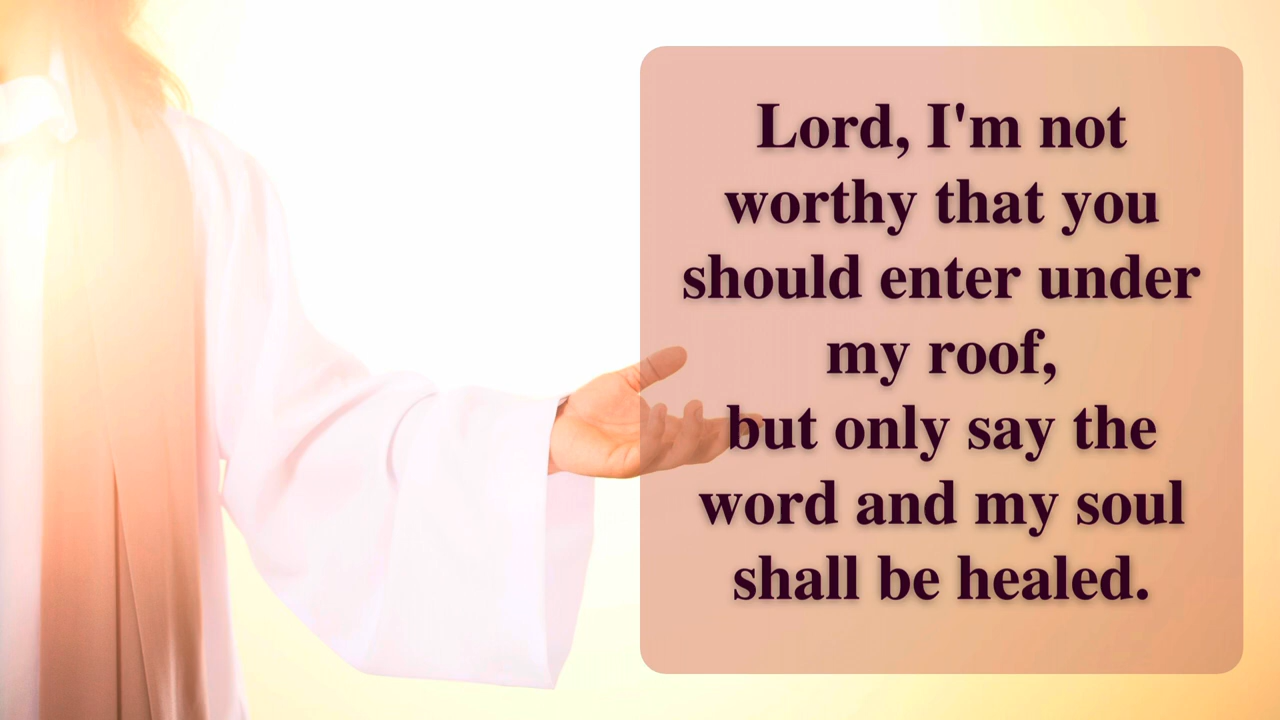 Lord, I'm not
worthy that you
should enter under
my roof,
but only say the
word and my soul
shall be healed.